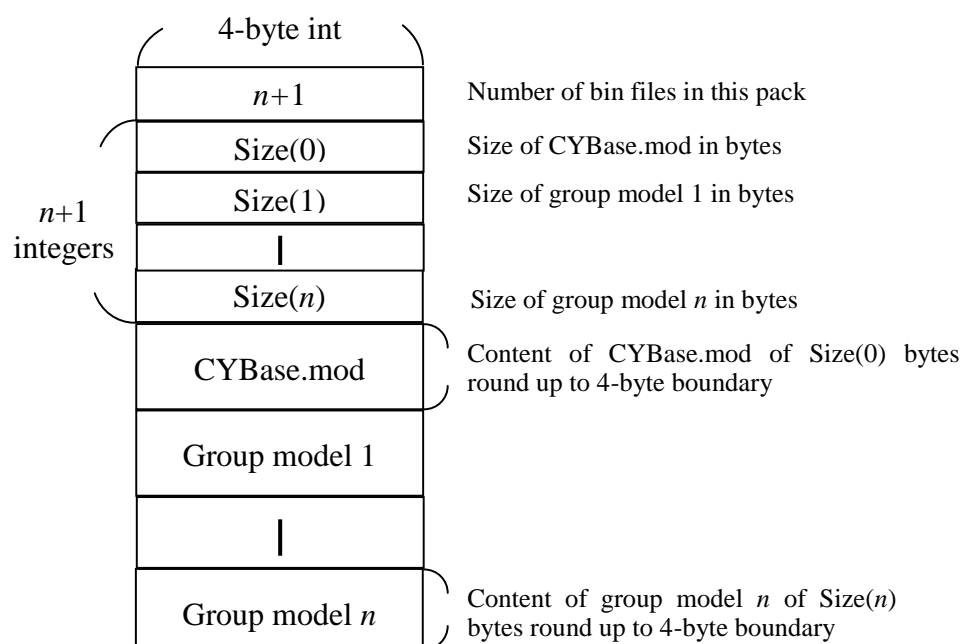 4-byte int
n+1
Number of bin files in this pack
Size(0)
Size of CYBase.mod in bytes
Size(1)
Size of group model 1 in bytes
n+1
integers
Size(n)
Size of group model n in bytes
CYBase.mod
Content of CYBase.mod of Size(0) bytes
round up to 4-byte boundary
Group model 1
Group model n
Content of group model n of Size(n)
bytes round up to 4-byte boundary